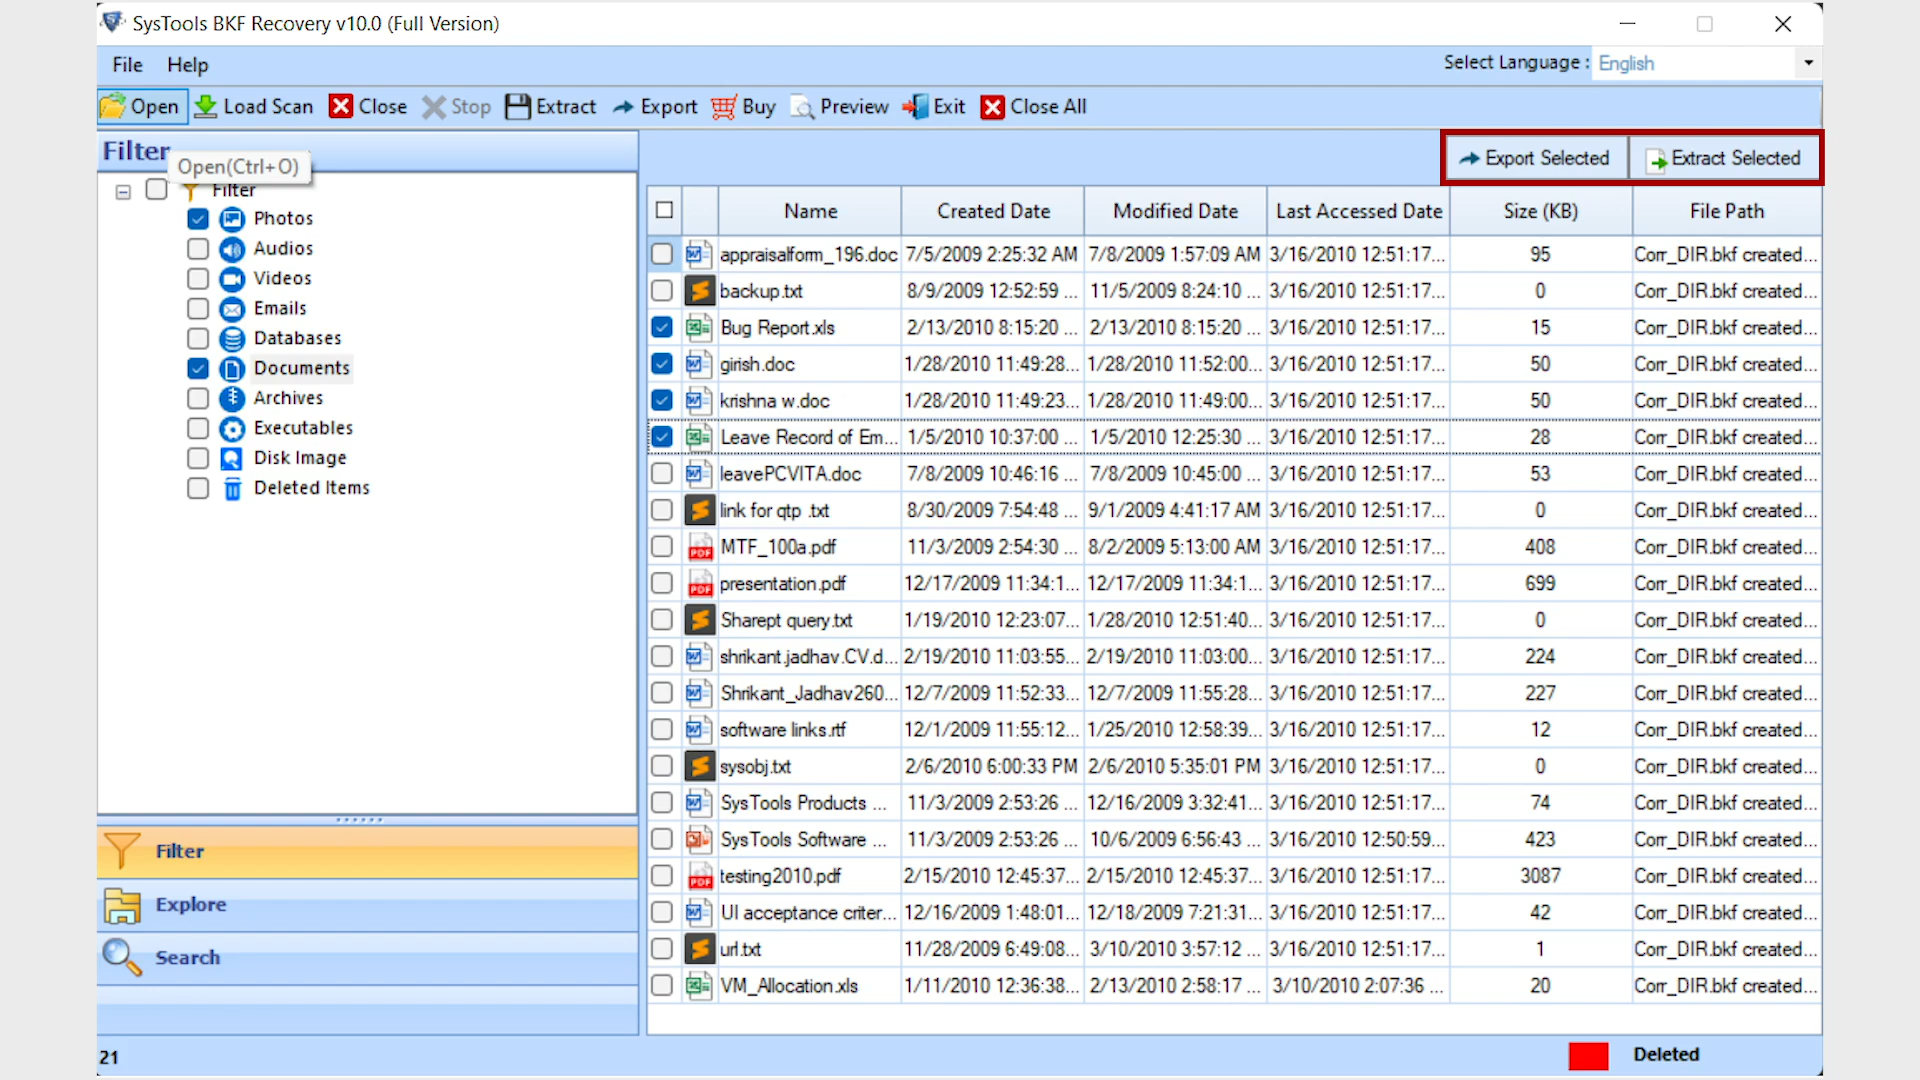 SysTools BKF Recovery v10.0 (Full Version)
File Help Select Language : English
Open Load Scan Close Stop Extract Export Buy Preview Exit Close All
Filter
Open(Ctrl+O)
Export Selected Extract Selected
Filter
Photos
Audios
Videos
Emails
Databases
Documents
Archives
Executables
Disk Image
Deleted Items
Filter
Explore
Search
Name Created Date Modified Date Last Accessed Date Size (KB) File Path
appraisalform_196.doc 7/5/2009 2:25:32 AM 7/8/2009 1:57:09 AM 3/16/2010 12:51:17... 95 Corr_DIR.bkf created...
backup.txt 8/9/2009 12:52:59 ... 11/5/2009 8:24:10 ... 3/16/2010 12:51:17... 0 Corr_DIR.bkf created...
Bug Report.xls 2/13/2010 8:15:20 ... 2/13/2010 8:15:20 ... 3/16/2010 12:51:17... 15 Corr_DIR.bkf created...
girish.doc 1/28/2010 11:49:28... 1/28/2010 11:52:00... 3/16/2010 12:51:17... 50 Corr_DIR.bkf created...
krishna w.doc 1/28/2010 11:49:23... 1/28/2010 11:49:00... 3/16/2010 12:51:17... 50 Corr_DIR.bkf created...
Leave Record of Em... 1/5/2010 10:37:00 ... 1/5/2010 12:25:30 ... 3/16/2010 12:51:17... 28 Corr_DIR.bkf created...
leavePCVITA.doc 7/8/2009 10:46:16 ... 7/8/2009 10:45:00 ... 3/16/2010 12:51:17... 53 Corr_DIR.bkf created...
link for qtp .txt 8/30/2009 7:54:48 ... 9/1/2009 4:41:17 AM 3/16/2010 12:51:17... 0 Corr_DIR.bkf created...
MTF_100a.pdf 11/3/2009 2:54:30 ... 8/2/2009 5:13:00 AM 3/16/2010 12:51:17... 408 Corr_DIR.bkf created...
presentation.pdf 12/17/2009 11:34:1... 12/17/2009 11:34:1... 3/16/2010 12:51:17... 699 Corr_DIR.bkf created...
Sharept query.txt 1/19/2010 12:23:07... 1/28/2010 12:51:40... 3/16/2010 12:51:17... 0 Corr_DIR.bkf created...
shrikant.jadhav.CV.d... 2/19/2010 11:03:55... 2/19/2010 11:03:00... 3/16/2010 12:51:17... 224 Corr_DIR.bkf created...
Shrikant_Jadhav260... 12/7/2009 11:52:33... 12/7/2009 11:55:28... 3/16/2010 12:51:17... 227 Corr_DIR.bkf created...
software links.rtf 12/1/2009 11:55:12... 1/25/2010 12:58:39... 3/16/2010 12:51:17... 12 Corr_DIR.bkf created...
sysobj.txt 2/6/2010 6:00:33 PM 2/6/2010 5:35:01 PM 3/16/2010 12:51:17... 0 Corr_DIR.bkf created...
SysTools Products ... 11/3/2009 2:53:26 ... 12/16/2009 3:32:41... 3/16/2010 12:51:17... 74 Corr_DIR.bkf created...
SysTools Software ... 11/3/2009 2:53:26 ... 10/6/2009 6:56:43 ... 3/16/2010 12:50:59... 423 Corr_DIR.bkf created...
testing2010.pdf 2/15/2010 12:45:37... 2/15/2010 12:45:37... 3/16/2010 12:51:17... 3087 Corr_DIR.bkf created...
UI acceptance criter... 12/16/2009 1:48:01... 12/18/2009 7:21:31... 3/16/2010 12:51:17... 42 Corr_DIR.bkf created...
url.txt 11/28/2009 6:49:08... 3/10/2010 3:57:12 ... 3/16/2010 12:51:17... 1 Corr_DIR.bkf created...
VM_Allocation.xls 1/11/2010 12:36:38... 2/13/2010 2:58:17 ... 3/10/2010 2:07:36 ... 20 Corr_DIR.bkf created...
21 Deleted